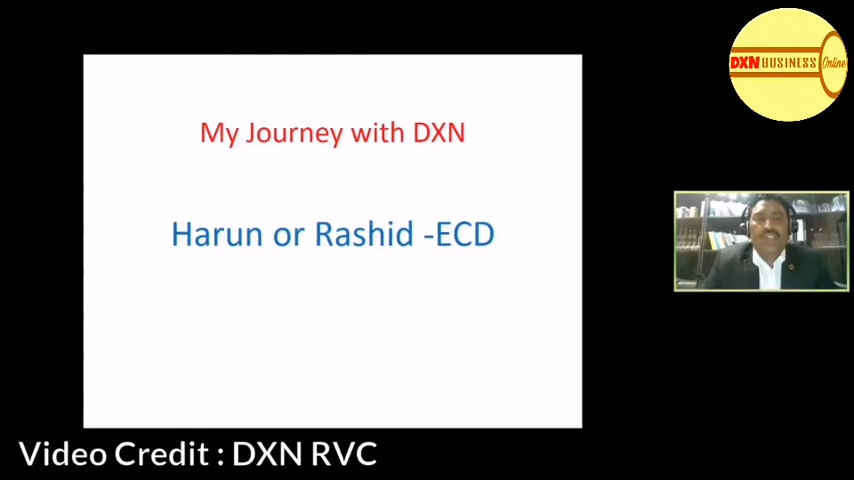 DXN BUSINESS Online
My Journey with DXN
Harun or Rashid -ECD
Video Credit : DXN RVC